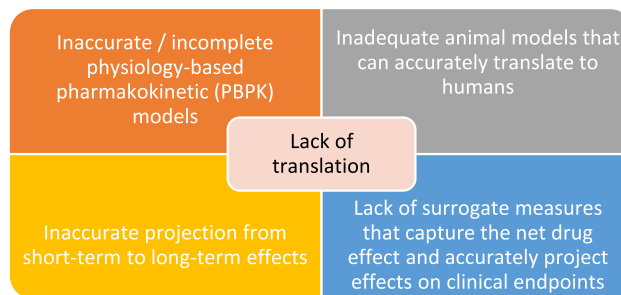 Inaccurate / incomplete
physiology-based
pharmakokinetic (PBPK)
models
Inadequate animal models that
can accurately translate to
humans
Lack of
translation
Inaccurate projection from
short-term to long-term effects
Lack of surrogate measures
that capture the net drug
effect and accurately project
effects on clinical endpoints